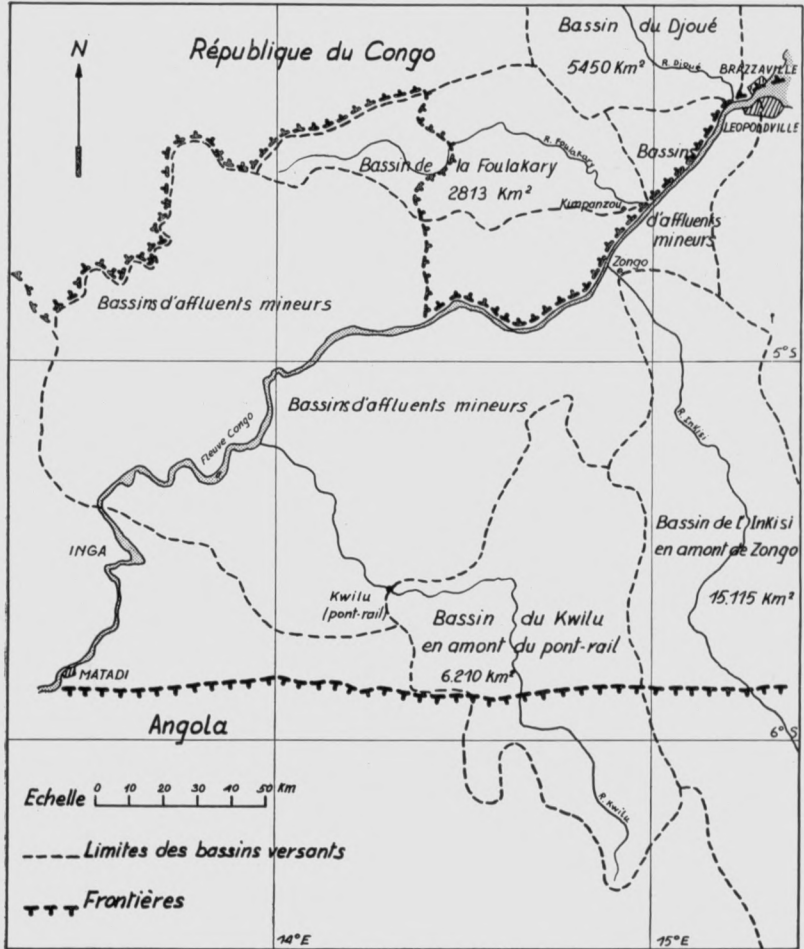 Bassin du Djoué
N
République du Congo
R. Djoué
5450 Km²
BRAZZAVILLE
LEOPOLDVILLE
R. Foulakary
Bassins
Bassin de la Foulakary
2813 Km²
Kumpanzou
d'affluents
mineurs
Zongo
Bassins d'affluents mineurs
5° S
Bassins d'affluents mineurs
R. Inkisi
Fleuve Congo
Bassin de l'Inkisi
en amont de Zongo
INGA
15.115 Km²
Kwilu
(pont-rail)
Bassin du Kwilu
en amont du pont-rail
6.210 Km²
MATADI
Angola
6° S
Echelle 0 10 20 30 40 50 Km
R. Kwilu
Limites des bassins versants
Frontières
14° E
15° E